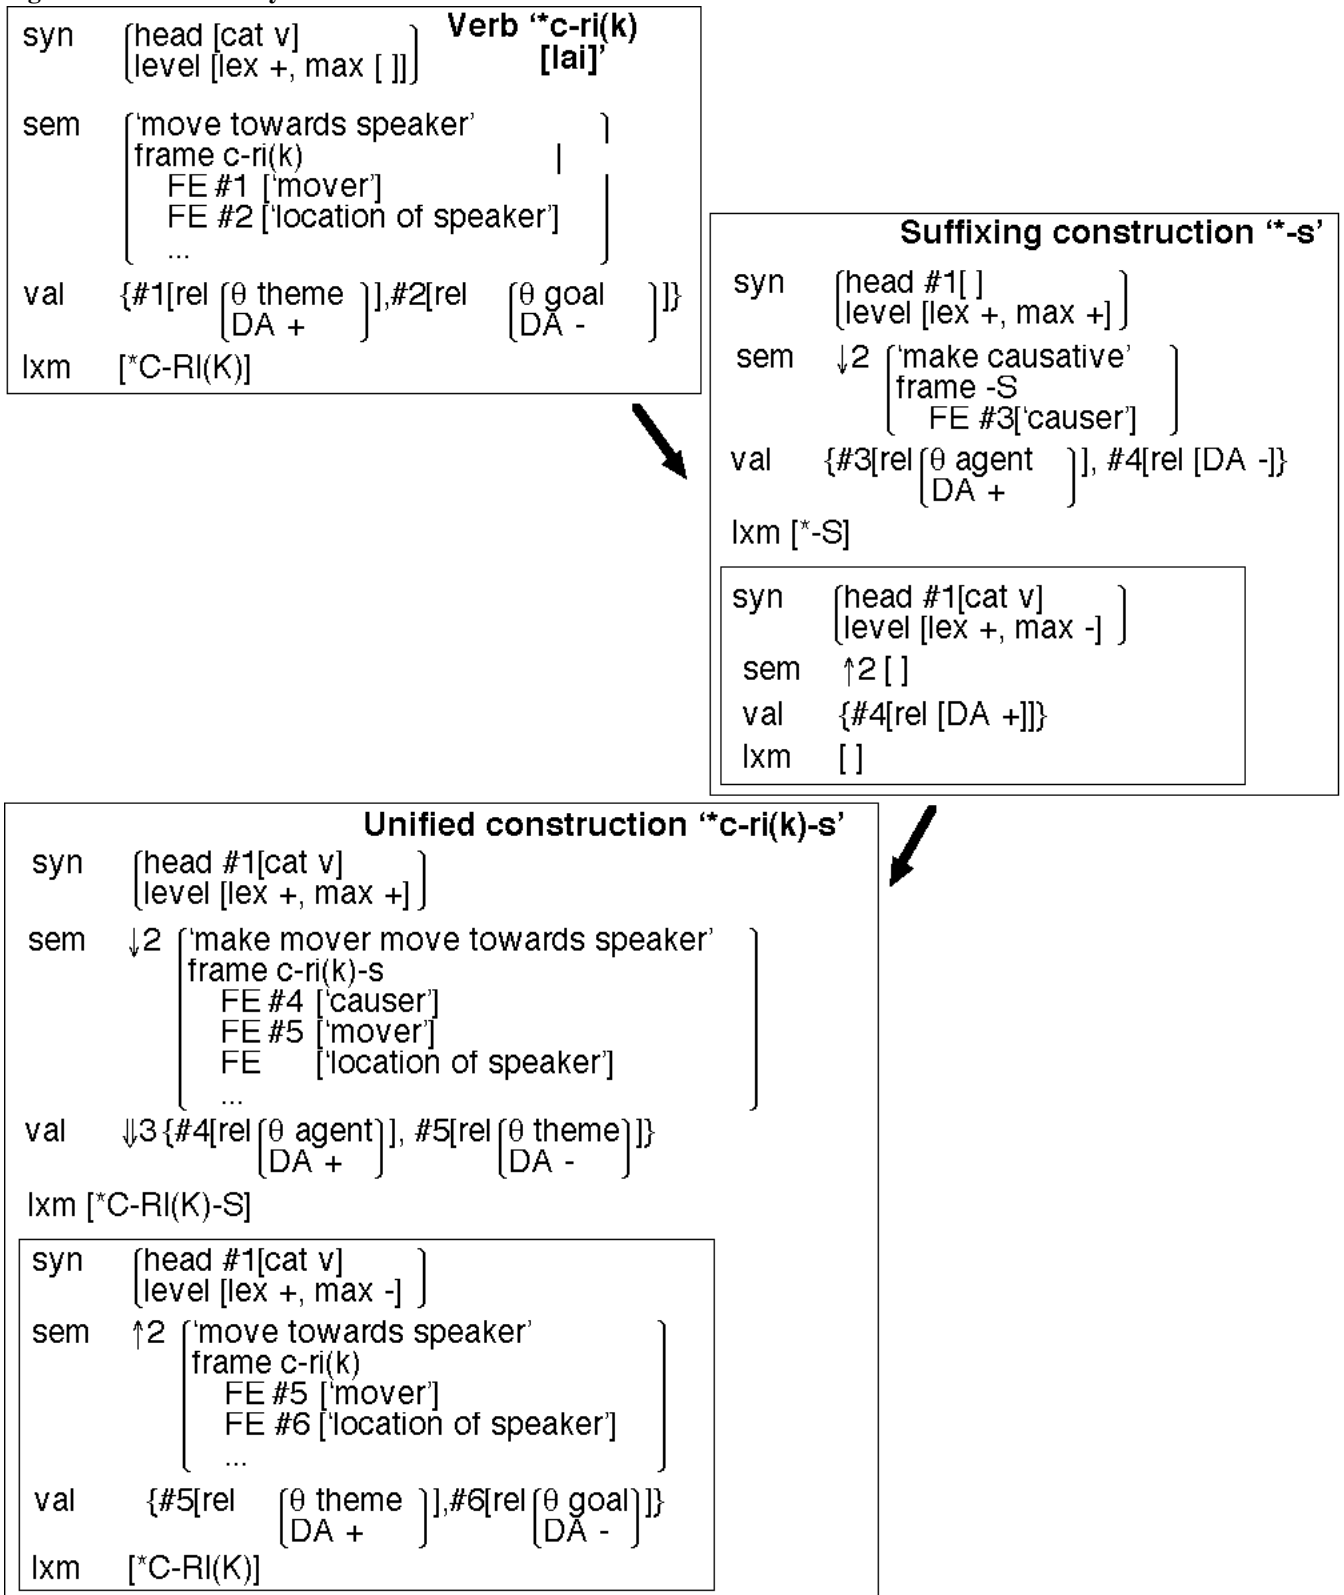 Verb ‘*c-ri(k)
[lai]’
syn [head [cat v]
level [lex +, max [ ]]]
sem [‘move towards speaker’
frame c-ri(k)
FE #1 [‘mover’]
FE #2 [‘location of speaker’]
...
val {#1[rel [θ theme ]],#2[rel [θ goal ]]}
DA + DA -
lxm [*C-RI(K)]
Suffixing construction ‘*-s’
syn [head #1[ ]
level [lex +, max +]]
sem ↓2 [‘make causative’
frame -S
FE #3[‘causer’]
val {#3[rel[θ agent ]], #4[rel [DA -]}
DA +
lxm [*-S]
syn [head #1[cat v]
level [lex +, max -]]
sem ↑2 [ ]
val {#4[rel [DA +]]}
lxm [ ]
Unified construction ‘*c-ri(k)-s’
syn [head #1[cat v]
level [lex +, max +]]
sem ↓2 [‘make mover move towards speaker’
frame c-ri(k)-s
FE #4 [‘causer’]
FE #5 [‘mover’]
FE [‘location of speaker’]
...
val ⇓3 {#4[rel[θ agent]], #5[rel[θ theme]]}
DA + DA -
lxm [*C-RI(K)-S]
syn [head #1[cat v]
level [lex +, max -]]
sem ↑2 [‘move towards speaker’
frame c-ri(k)
FE #5 [‘mover’]
FE #6 [‘location of speaker’]
...
val {#5[rel [θ theme ]],#6[rel[θ goal]]}
DA + DA -
lxm [*C-RI(K)]